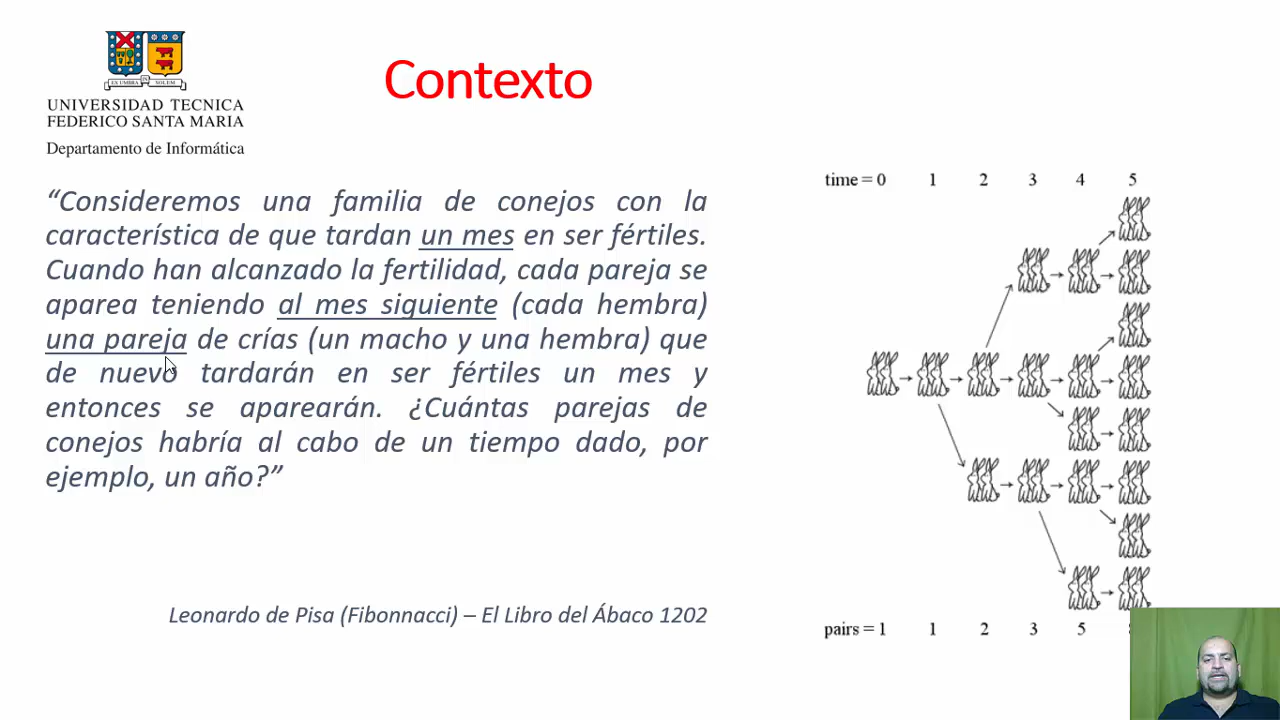 Contexto
UNIVERSIDAD TECNICA
FEDERICO SANTA MARIA
Departamento de Informática
“Consideremos una familia de conejos con la
característica de que tardan un mes en ser fértiles.
Cuando han alcanzado la fertilidad, cada pareja se
aparea teniendo al mes siguiente (cada hembra)
una pareja de crías (un macho y una hembra) que
de nuevo tardarán en ser fértiles un mes y
entonces se aparearán. ¿Cuántas parejas de
conejos habría al cabo de un tiempo dado, por
ejemplo, un año?”
Leonardo de Pisa (Fibonnacci) – El Libro del Ábaco 1202
time = 0 1 2 3 4 5
pairs = 1 1 2 3 5